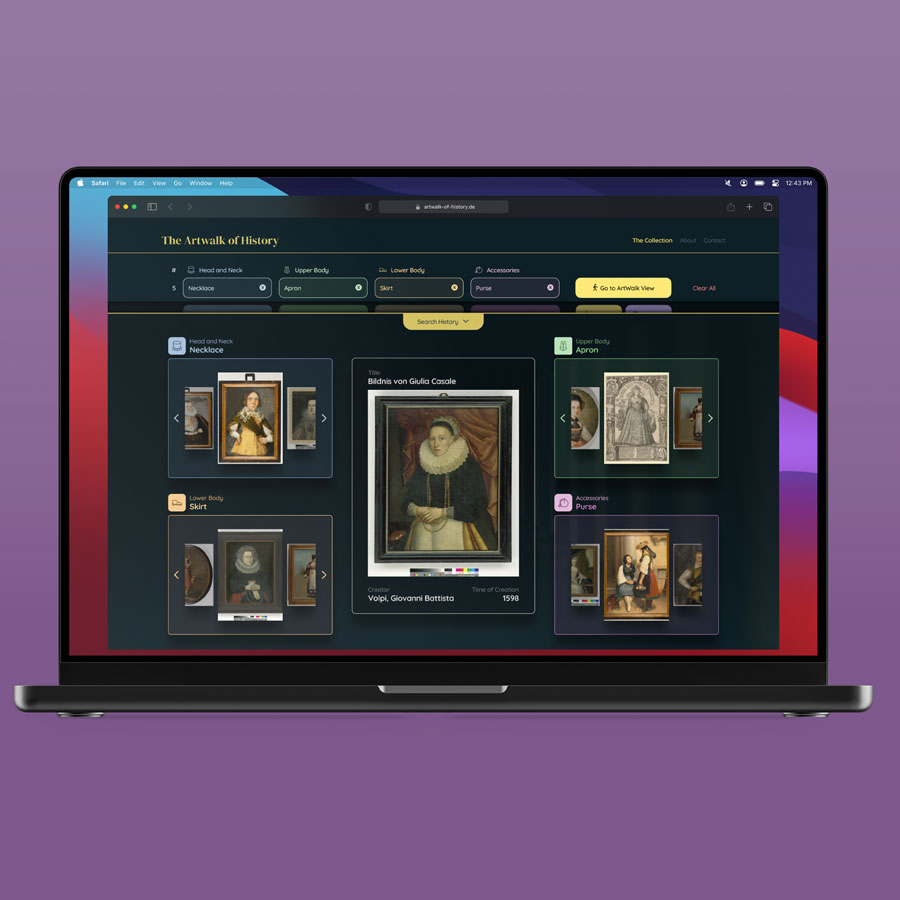 Safari File Edit View Go Window Help 12:43 PM
artwalk-of-history.de
The Artwalk of History The Collection About Contact
# Head and Neck Upper Body Lower Body Accessories
5 Necklace Apron Skirt Purse Go to ArtWalk View Clear All
Search History
Head and Neck
Necklace
Title
Bildnis von Giulia Casale
Upper Body
Apron
Lower Body
Skirt
Accessories
Purse
Creator Time of Creation
Volpi, Giovanni Battista 1598